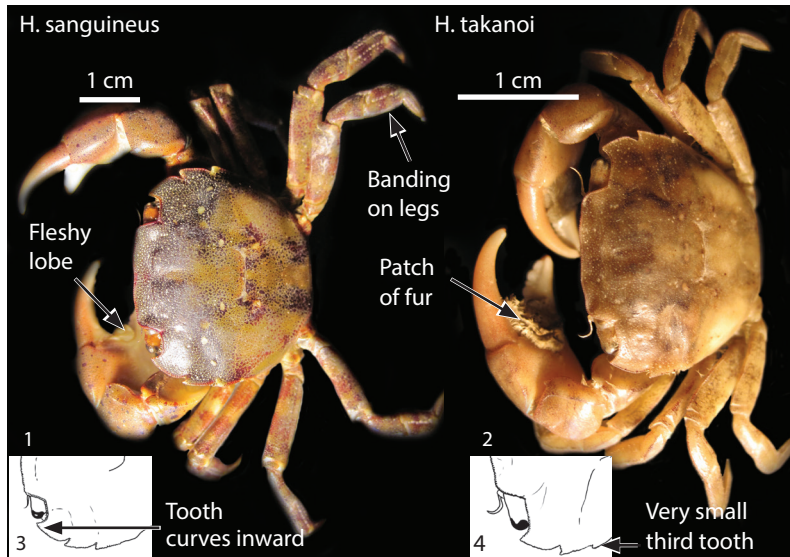 H. sanguineus
H. takanoi
1 cm
1 cm
Banding
on legs
Fleshy
lobe
Patch
of fur
1
2
Tooth
curves inward
Very small
third tooth
3
4